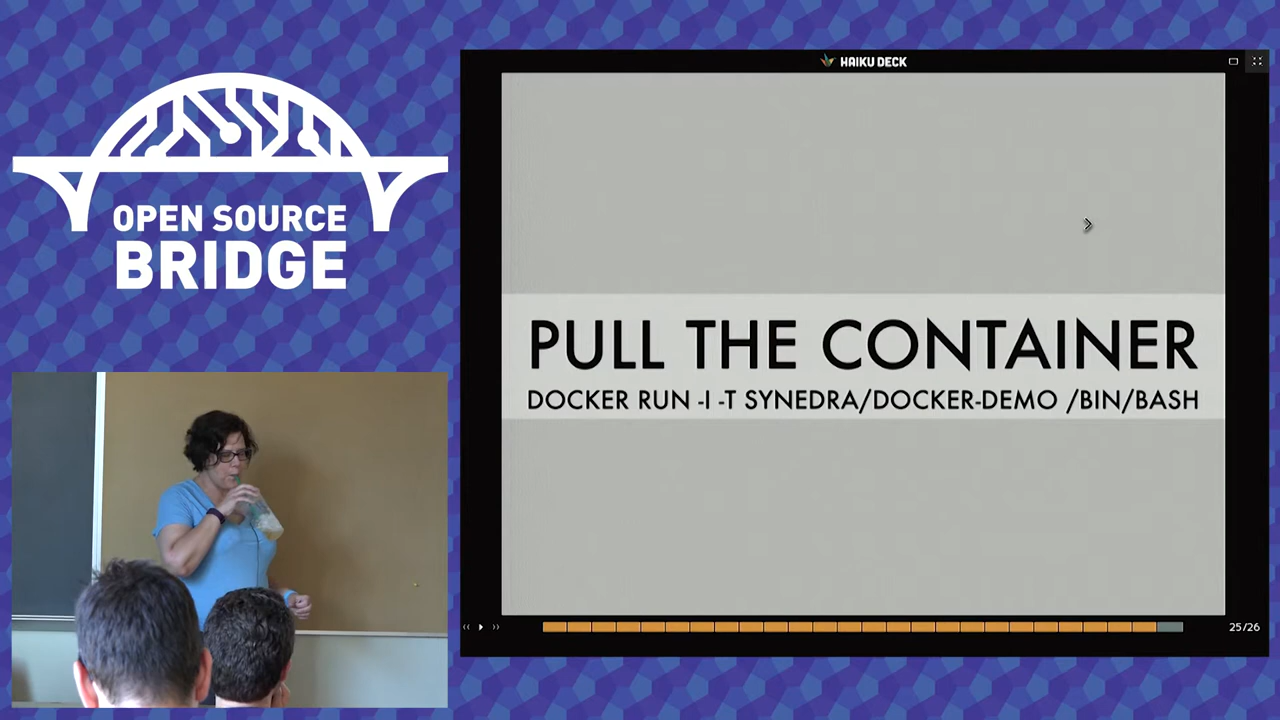 OPEN SOURCE
BRIDGE
HAIKU DECK
PULL THE CONTAINER
DOCKER RUN -I -T SYNEDRA/DOCKER-DEMO /BIN/BASH
25/26